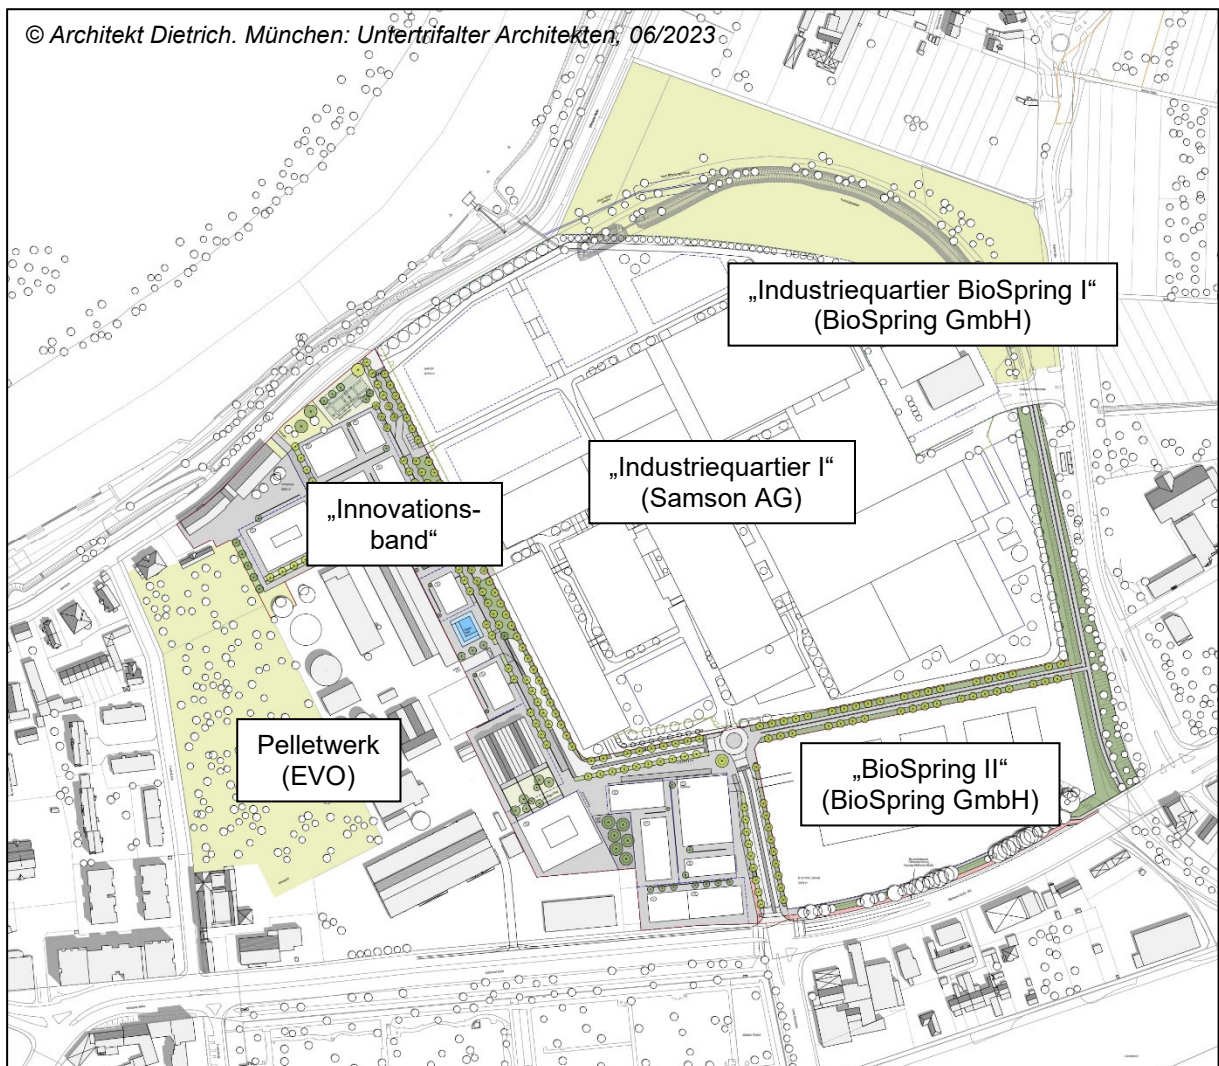 © Architekt Dietrich. München: Untertrifalter Architekten, 06/2023
„Industriequartier BioSpring I“
(BioSpring GmbH)
„Industriequartier I“
(Samson AG)
„Innovations-
band“
Pelletwerk
(EVO)
„BioSpring II“
(BioSpring GmbH)